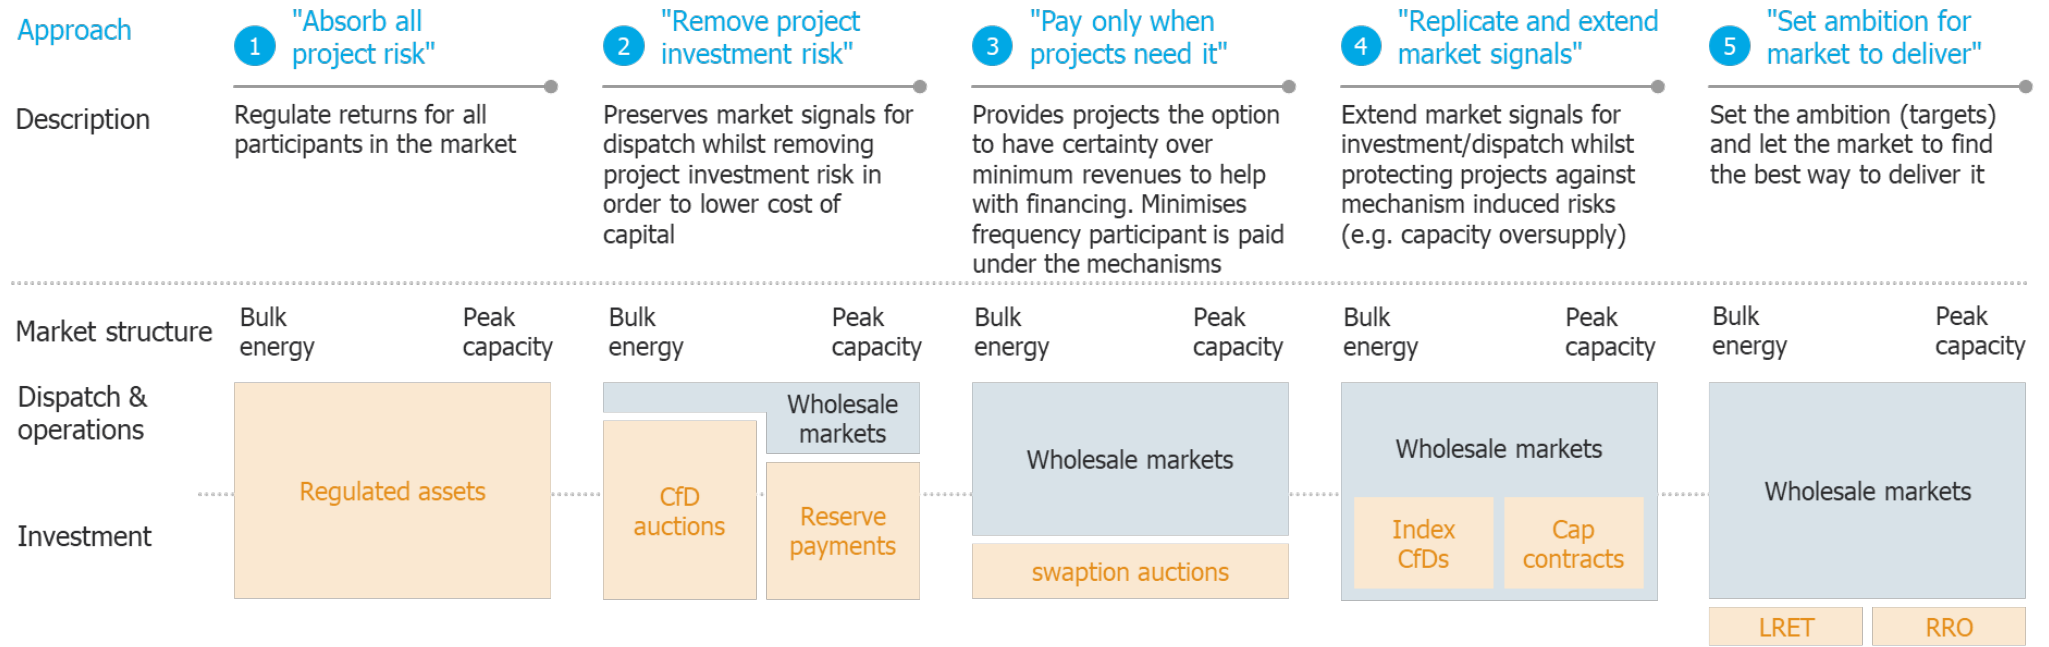 Approach
1
"Absorb all
project risk"
2
"Remove project
investment risk"
3
"Pay only when
projects need it"
4
"Replicate and extend
market signals"
5
"Set ambition for
market to deliver"
Description
Regulate returns for all
participants in the market
Preserves market signals for
dispatch whilst removing
project investment risk in
order to lower cost of
capital
Provides projects the option
to have certainty over
minimum revenues to help
with financing. Minimises
frequency participant is paid
under the mechanisms
Extend market signals for
investment/dispatch whilst
protecting projects against
mechanism induced risks
(e.g. capacity oversupply)
Set the ambition (targets)
and let the market to find
the best way to deliver it
Market structure
Bulk
energy
Peak
capacity
Bulk
energy
Peak
capacity
Bulk
energy
Peak
capacity
Bulk
energy
Peak
capacity
Bulk
energy
Peak
capacity
Dispatch &
operations
Investment
Regulated assets
Wholesale
markets
CfD
auctions
Reserve
payments
Wholesale markets
swaption auctions
Wholesale markets
Index
CfDs
Cap
contracts
Wholesale markets
LRET
RRO